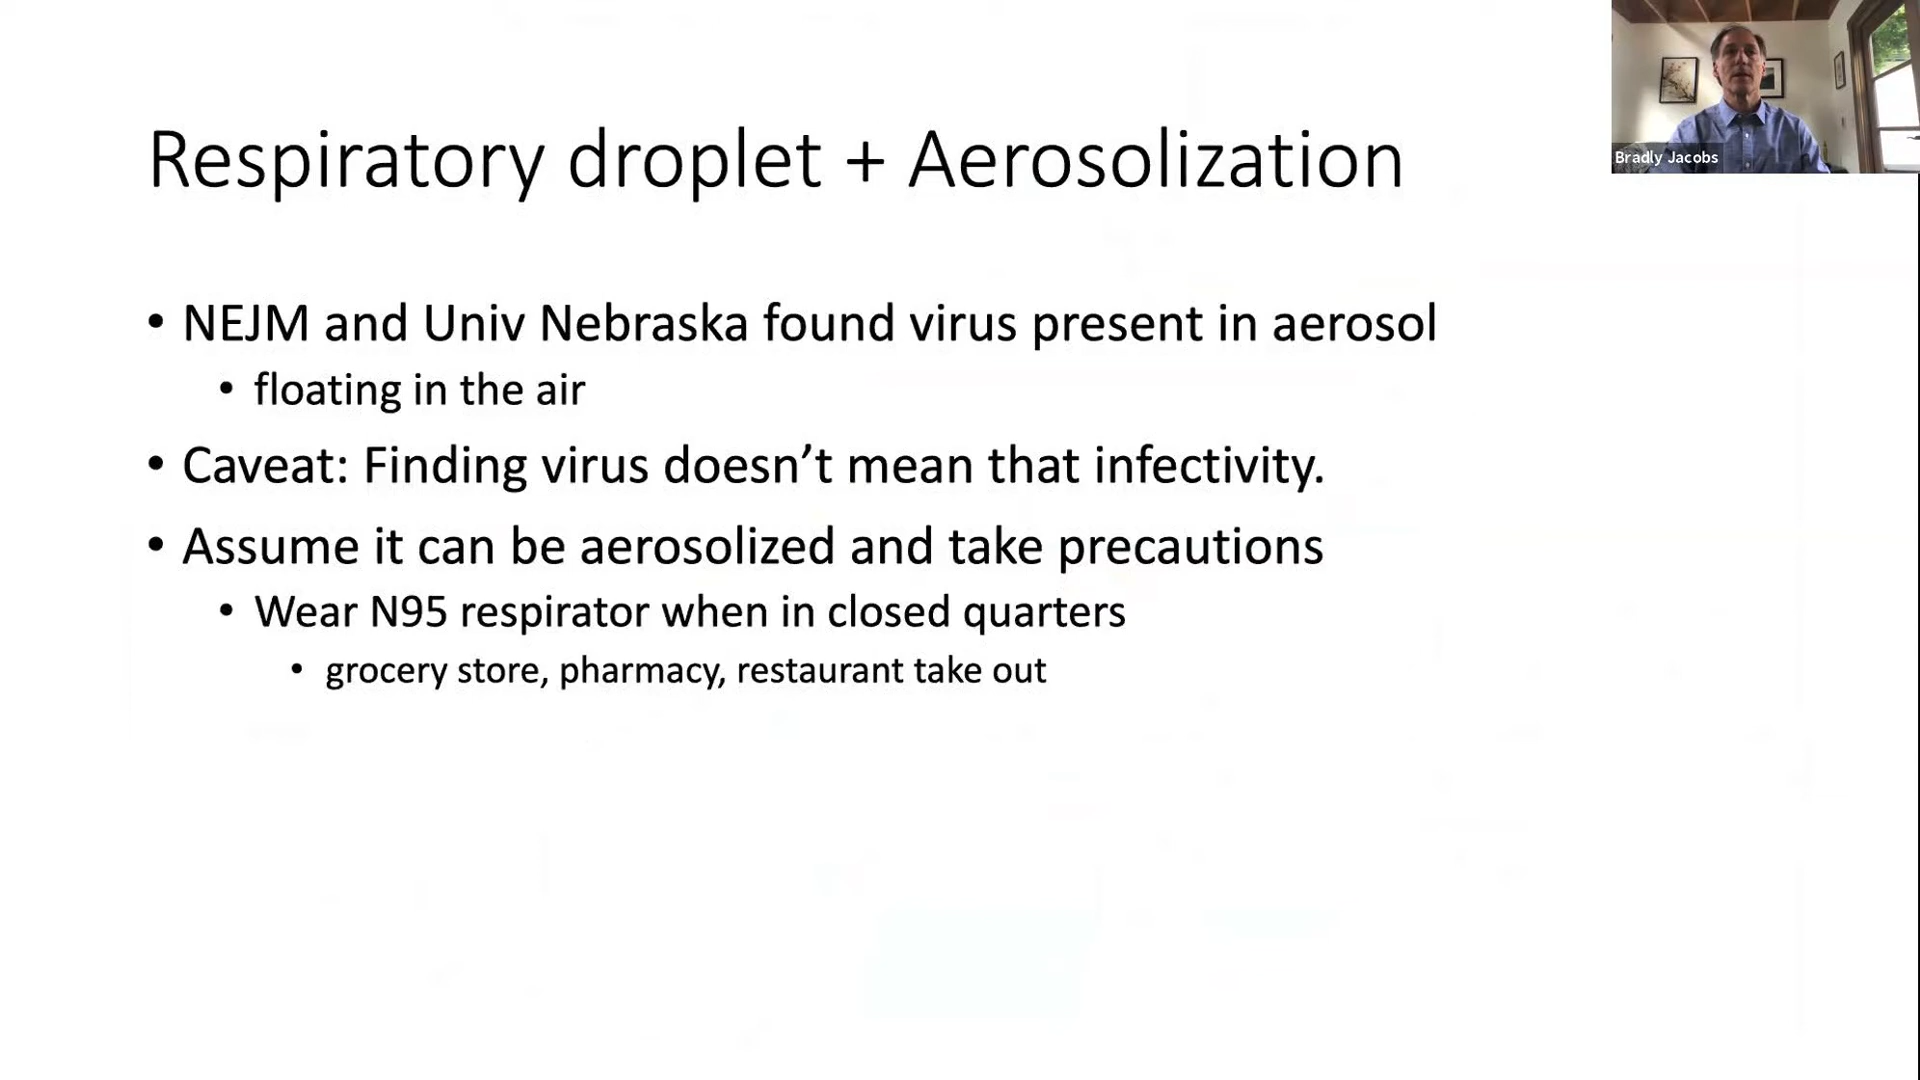 Respiratory droplet + Aerosolization
Bradly Jacobs
• NEJM and Univ Nebraska found virus present in aerosol
• floating in the air
• Caveat: Finding virus doesn’t mean that infectivity.
• Assume it can be aerosolized and take precautions
• Wear N95 respirator when in closed quarters
• grocery store, pharmacy, restaurant take out